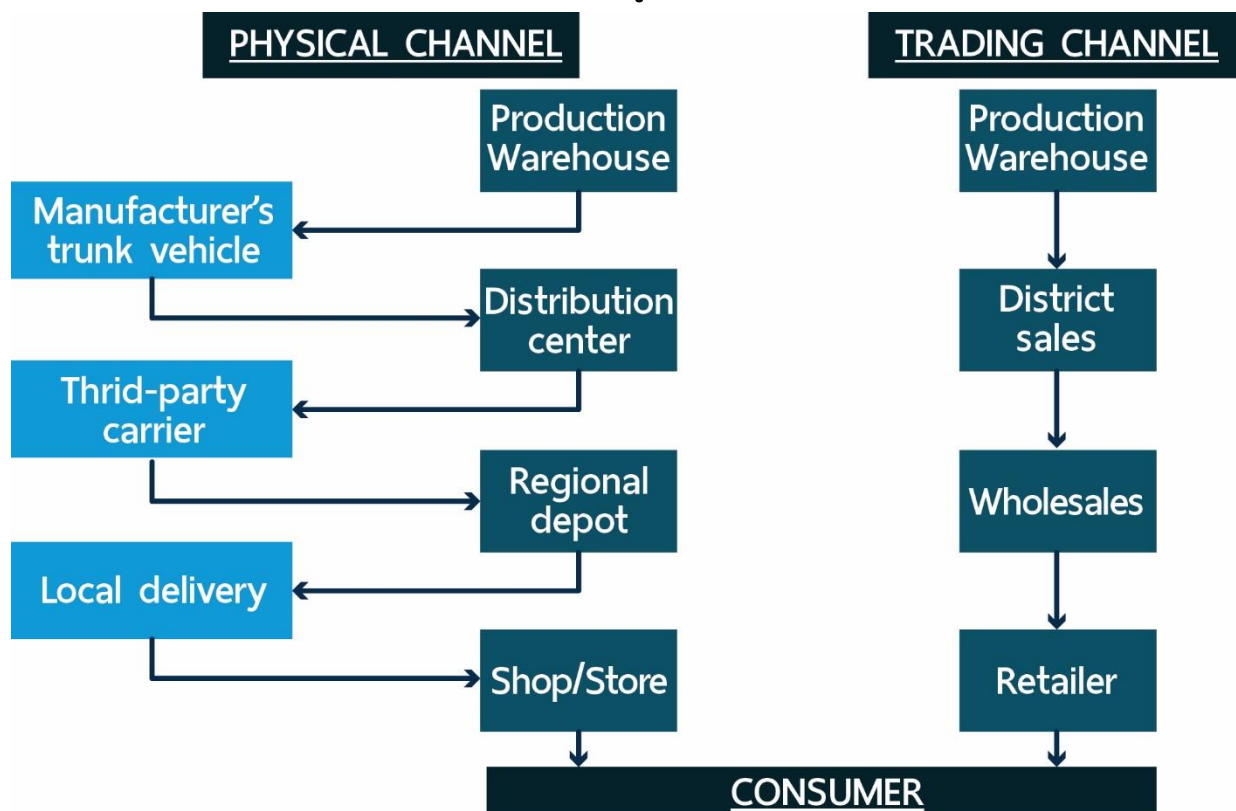 PHYSICAL CHANNEL
TRADING CHANNEL
Production
Warehouse
Production
Warehouse
Manufacturer's
trunk vehicle
Distribution
center
District
sales
Thrid-party
carrier
Regional
depot
Wholesales
Local delivery
Shop/Store
Retailer
CONSUMER